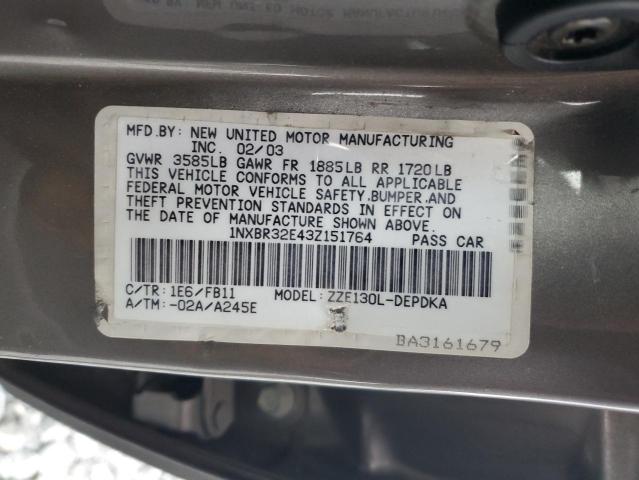 MFD.BY: NEW UNITED MOTOR MANUFACTURING
INC. 02/03
GVWR 3585LB GAWR FR 1885LB RR 1720LB
THIS VEHICLE CONFORMS TO ALL APPLICABLE
FEDERAL MOTOR VEHICLE SAFETY,BUMPER,AND
THEFT PREVENTION STANDARDS IN EFFECT ON
THE DATE OF MANUFACTURE SHOWN ABOVE.
1NXBR32E43Z151764 PASS CAR
C/TR: 1E6/FB11 MODEL: ZZE130L-DEPDKA
A/TM: -02A/A245E
BA3161679